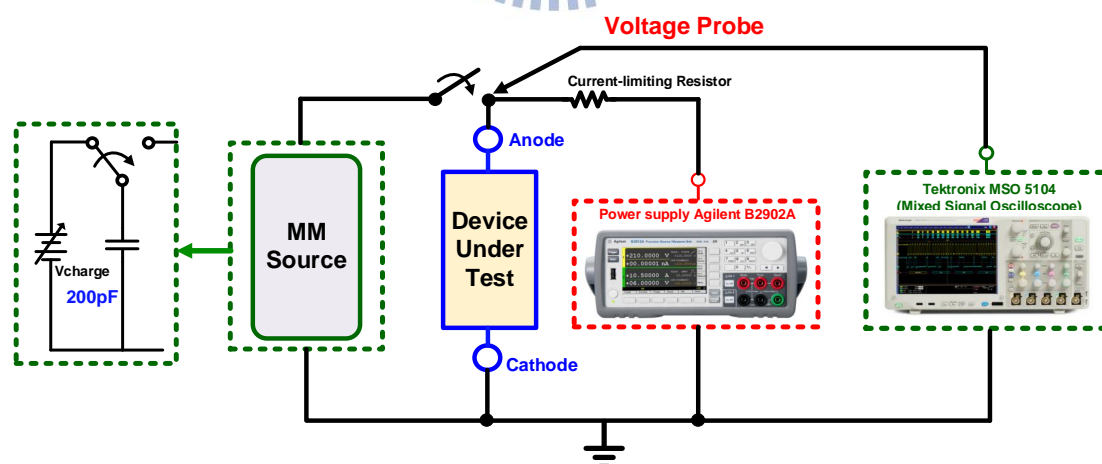 Voltage Probe
Current-limiting Resistor
Anode
Tektronix MSO 5104
(Mixed Signal Oscilloscope)
Power supply Agilent B2902A
MM
Source
Device
Under
Test
Vcharge
200pF
Cathode